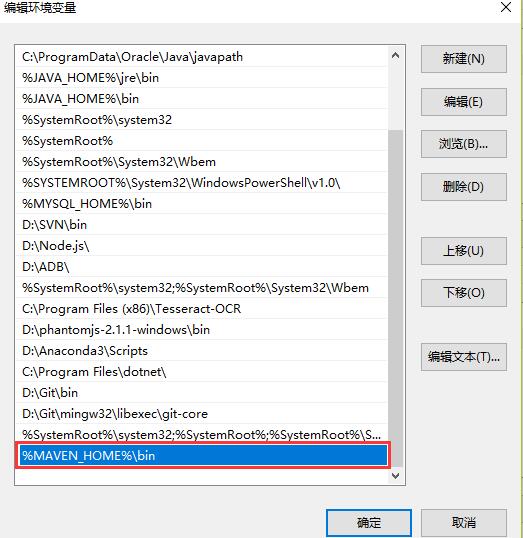 编辑环境变量
C:\ProgramData\Oracle\Java\javapath
%JAVA_HOME%\jre\bin
%JAVA_HOME%\bin
%SystemRoot%\system32
%SystemRoot%
%SystemRoot%\System32\Wbem
%SYSTEMROOT%\System32\WindowsPowerShell\v1.0\
%MYSQL_HOME%\bin
D:\SVN\bin
D:\Node.js\
D:\ADB\
%SystemRoot%\system32;%SystemRoot%\System32\Wbem
C:\Program Files (x86)\Tesseract-OCR
D:\phantomjs-2.1.1-windows\bin
D:\Anaconda3\Scripts
C:\Program Files\dotnet\
D:\Git\bin
D:\Git\mingw32\libexec\git-core
%SystemRoot%\system32;%SystemRoot%;%SystemRoot%\S...
%MAVEN_HOME%\bin
新建(N)
编辑(E)
浏览(B)...
删除(D)
上移(U)
下移(O)
编辑文本(T)...
确定
取消